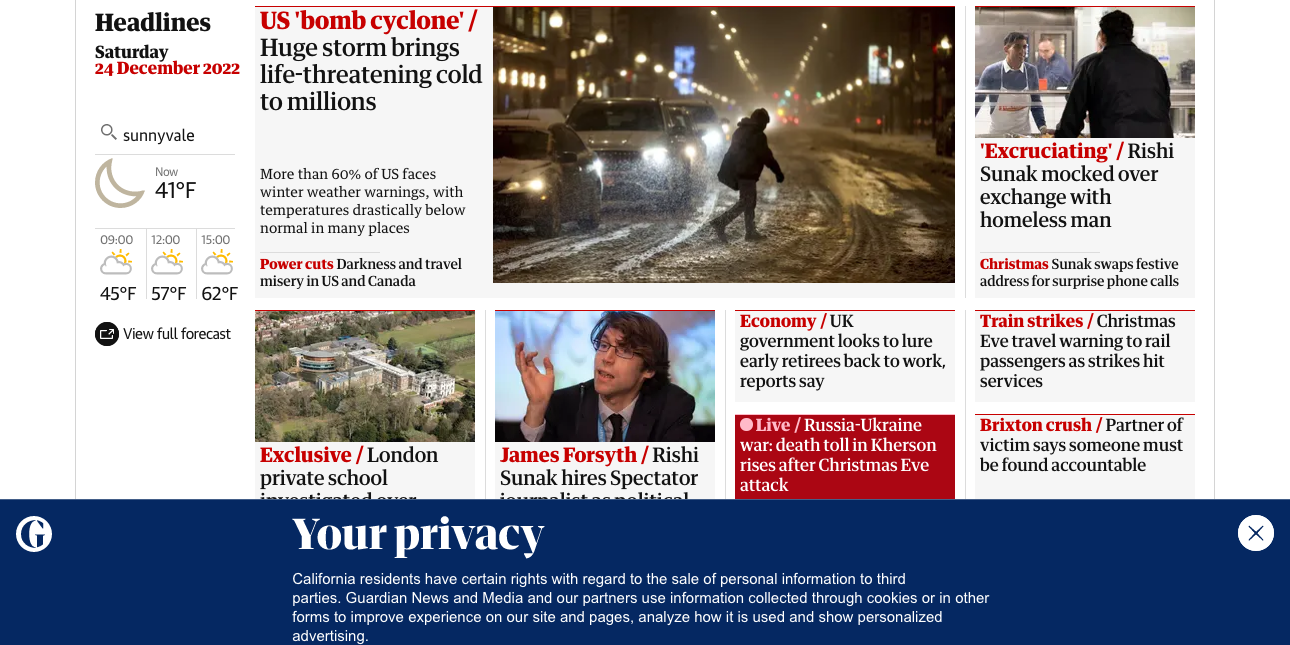 Headlines
Saturday
24 December 2022
sunnyvale
Now
41°F
09:00
12:00
15:00
45°F
57°F
62°F
View full forecast
US 'bomb cyclone' /
Huge storm brings
life-threatening cold
to millions
More than 60% of US faces
winter weather warnings, with
temperatures drastically below
normal in many places
Power cuts Darkness and travel
misery in US and Canada
'Excruciating' / Rishi
Sunak mocked over
exchange with
homeless man
Christmas Sunak swaps festive
address for surprise phone calls
Exclusive / London
private school
investigated over
James Forsyth / Rishi
Sunak hires Spectator
journalist as political
Economy / UK
government looks to lure
early retirees back to work,
reports say
Live / Russia-Ukraine
war: death toll in Kherson
rises after Christmas Eve
attack
Train strikes / Christmas
Eve travel warning to rail
passengers as strikes hit
services
Brixton crush / Partner of
victim says someone must
be found accountable
G
Your privacy
California residents have certain rights with regard to the sale of personal information to third
parties. Guardian News and Media and our partners use information collected through cookies or in other
forms to improve experience on our site and pages, analyze how it is used and show personalized
advertising.